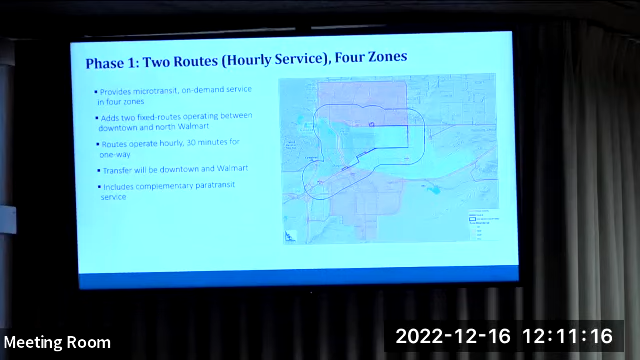 Phase 1: Two Routes (Hourly Service), Four Zones
▪ Provides microtransit, on-demand service
in four zones
▪ Adds two fixed-routes operating between
downtown and north Walmart
▪ Routes operate hourly, 30 minutes for
one-way
▪ Transfer will be downtown and Walmart
▪ Includes complementary paratransit
service
Meeting Room
2022-12-16 12:11:16